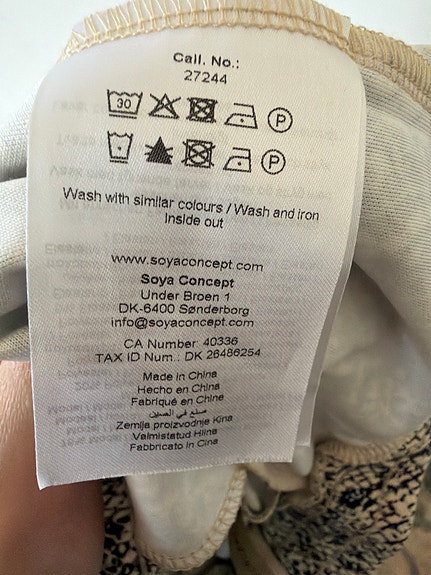 Call. No.:
27244
30 P
P
Wash with similar colours / Wash and iron
Inside out
www.soyaconcept.com
Soya Concept
Under Broen 1
DK-6400 Sønderborg
info@soyaconcept.com
CA Number 40336
TAX ID Num.: DK 26486254
Made in China
Hecho en China
Fabriqué en Chine
صنع في الصين
Zemlja proizvodnje Kina
Valmistatud Hiina
Fabbricato in Cina